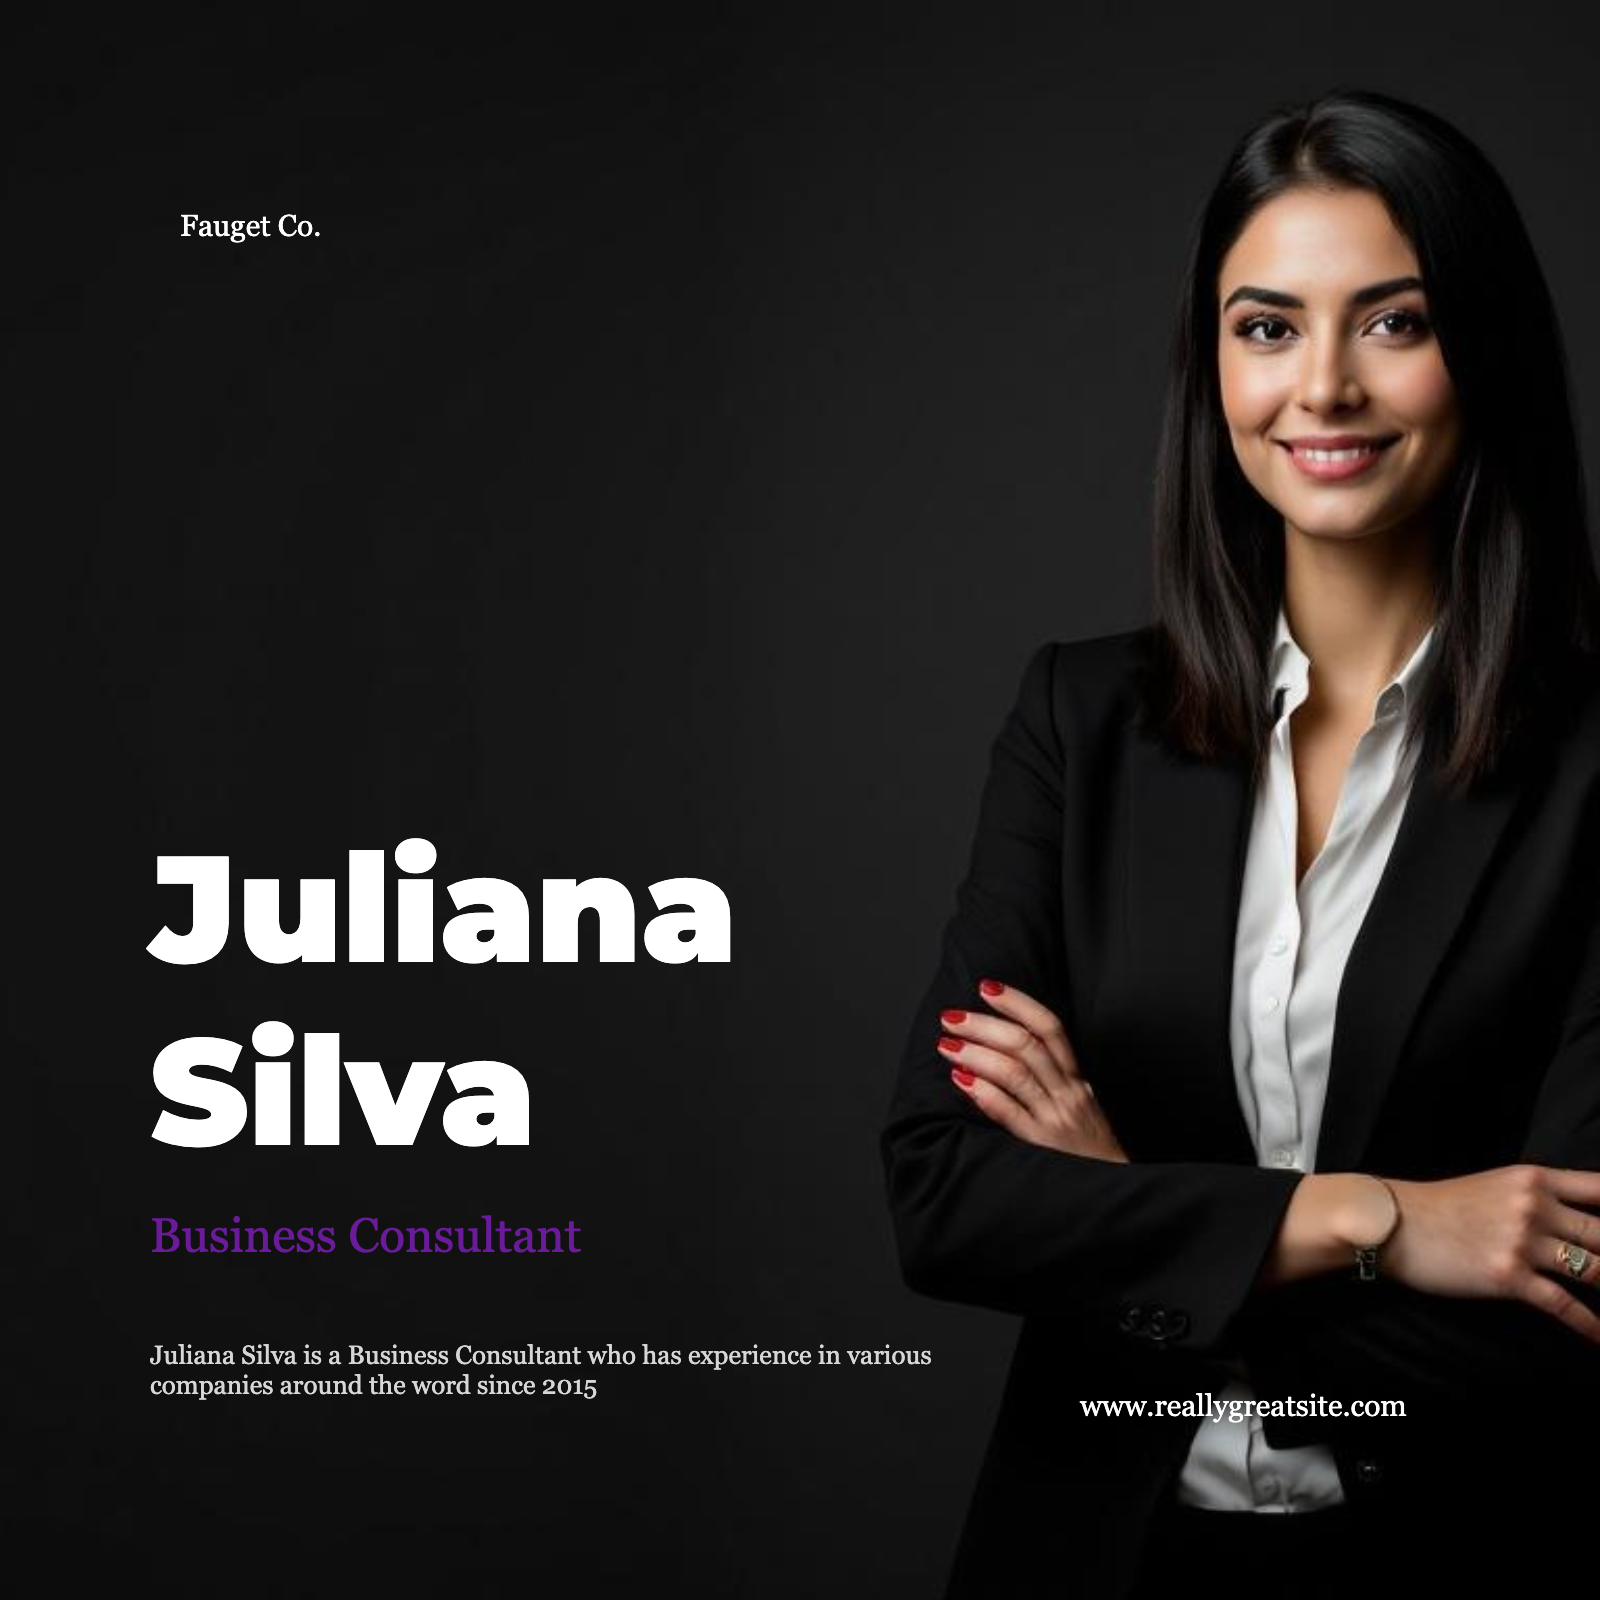 Fauget Co.
Juliana
Silva
Business Consultant
Juliana Silva is a Business Consultant who has experience in various
companies around the word since 2015
www.reallygreatsite.com